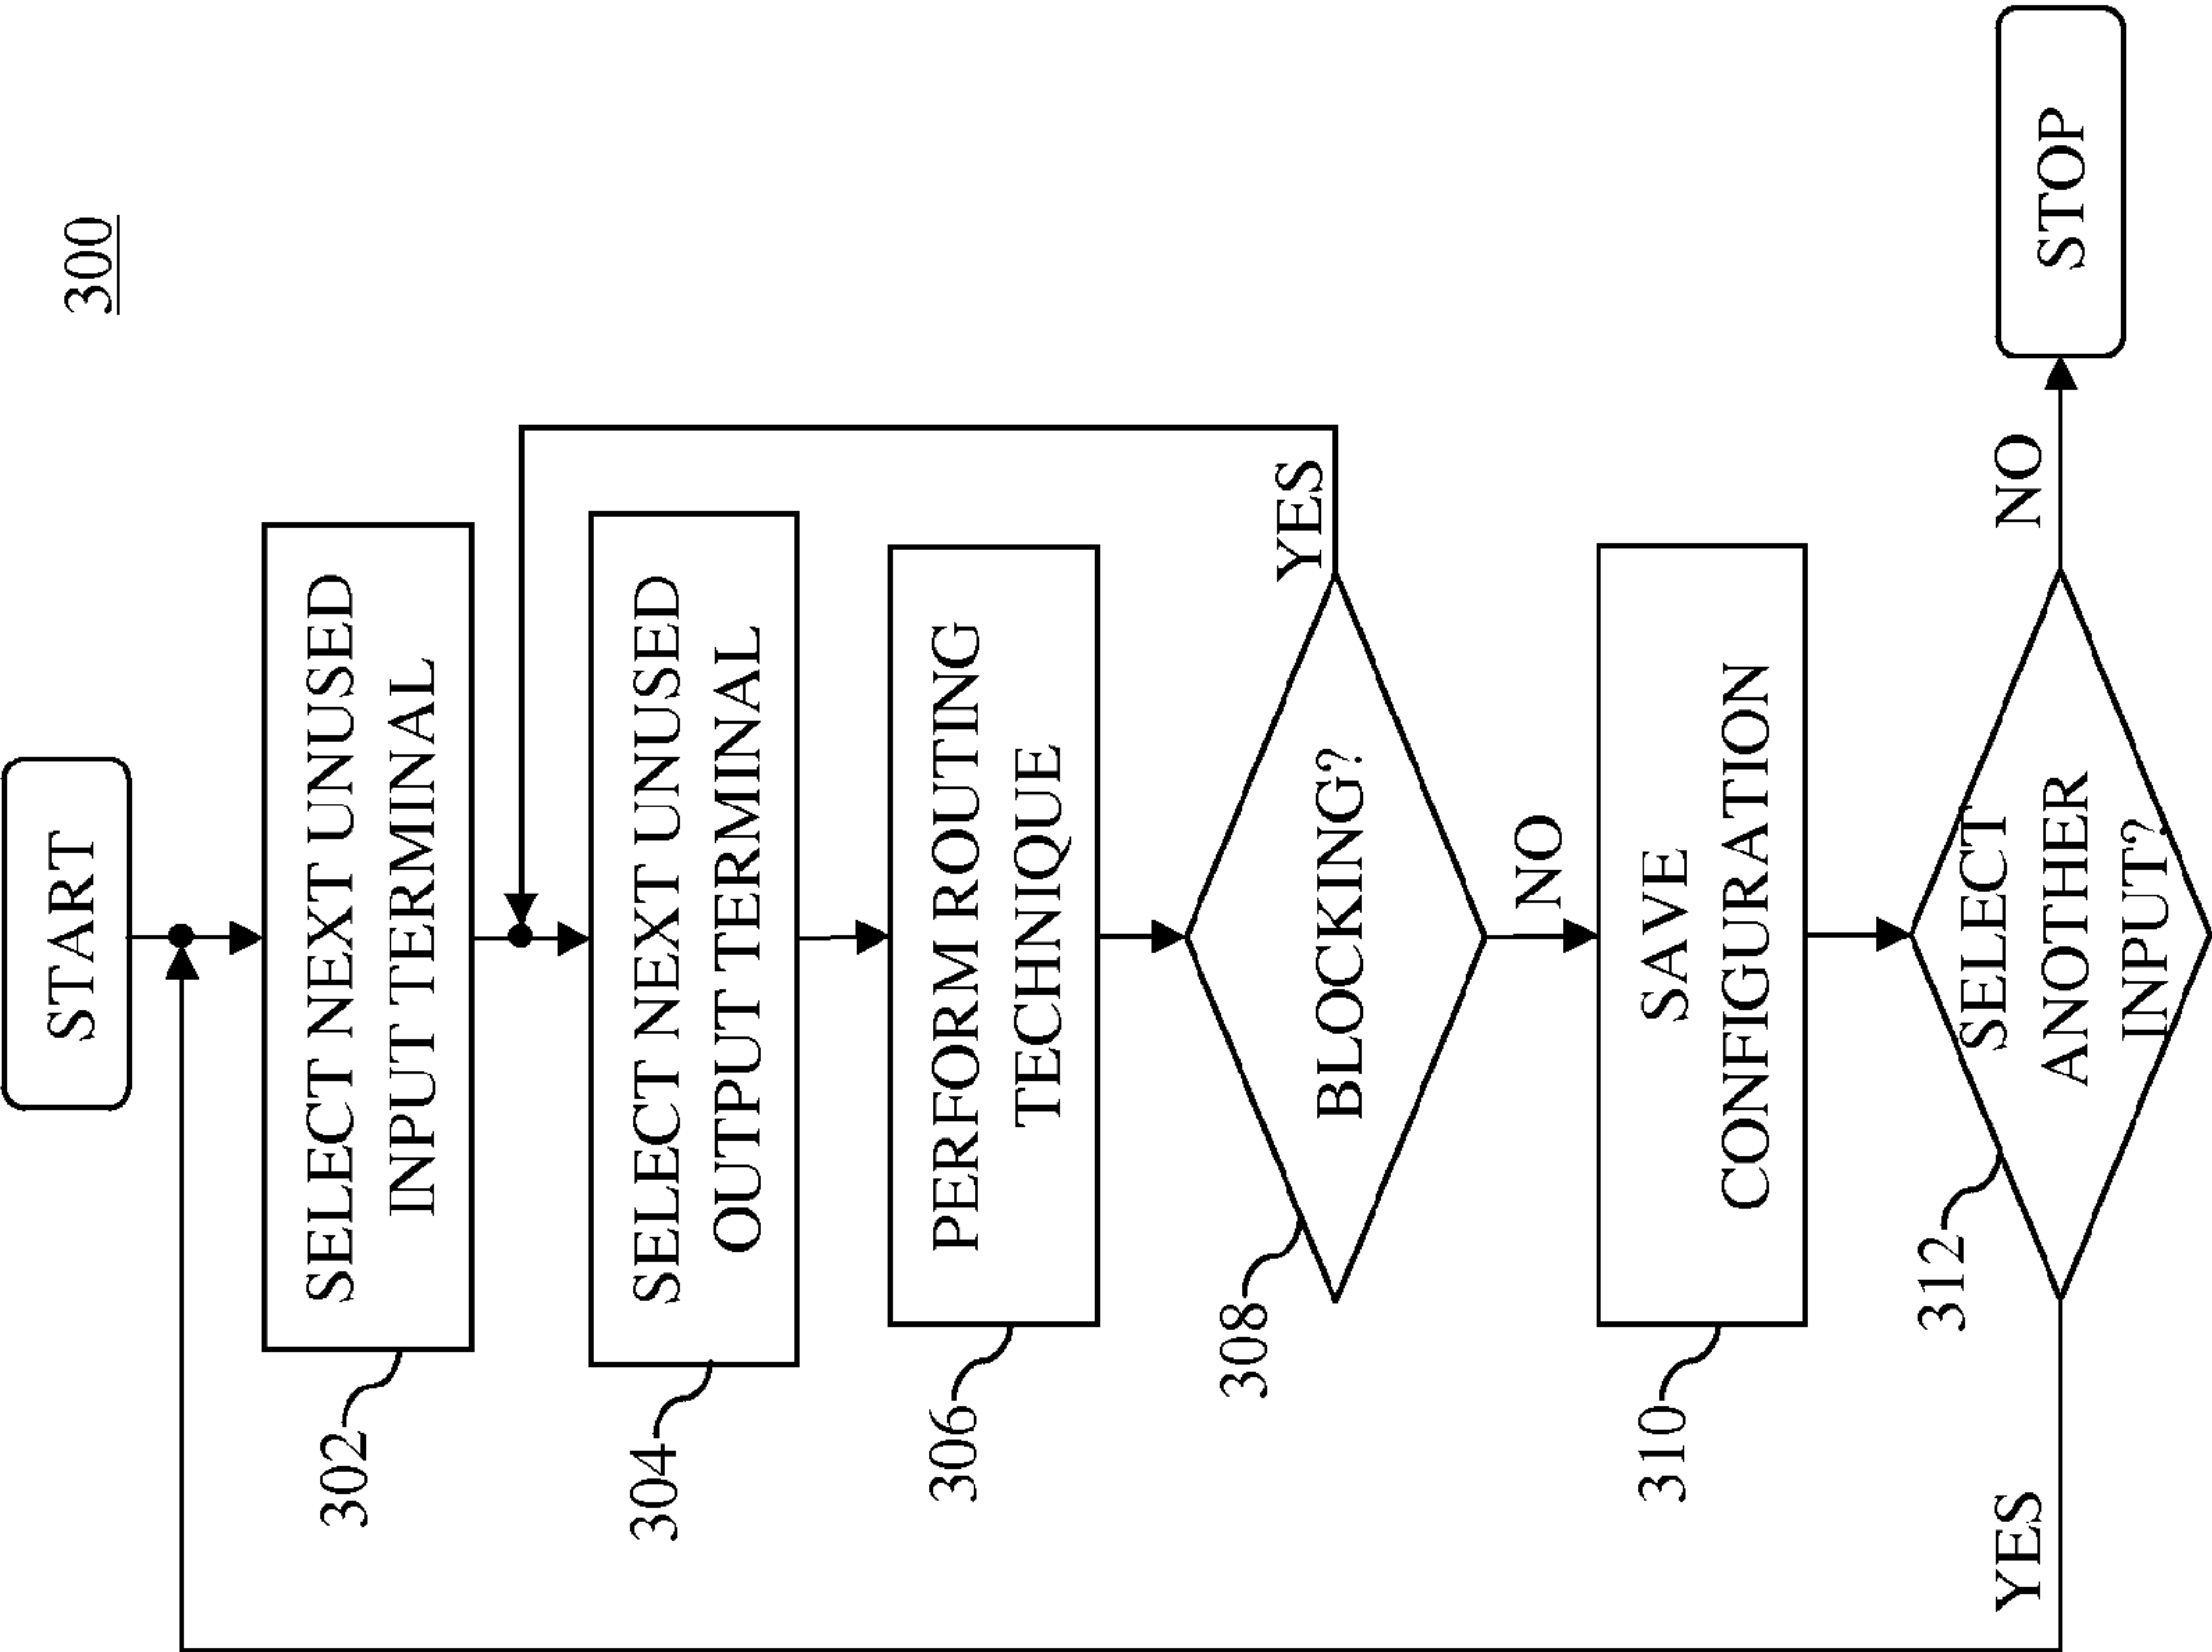 300
START
SELECT NEXT UNUSED
INPUT TERMINAL
302
SELECT NEXT UNUSED
OUTPUT TERMINAL
304
PERFORM ROUTING
TECHNIQUE
306
BLOCKING?
YES
308
NO
SAVE
CONFIGURATION
310
SELECT
ANOTHER
INPUT?
312
YES
NO
STOP